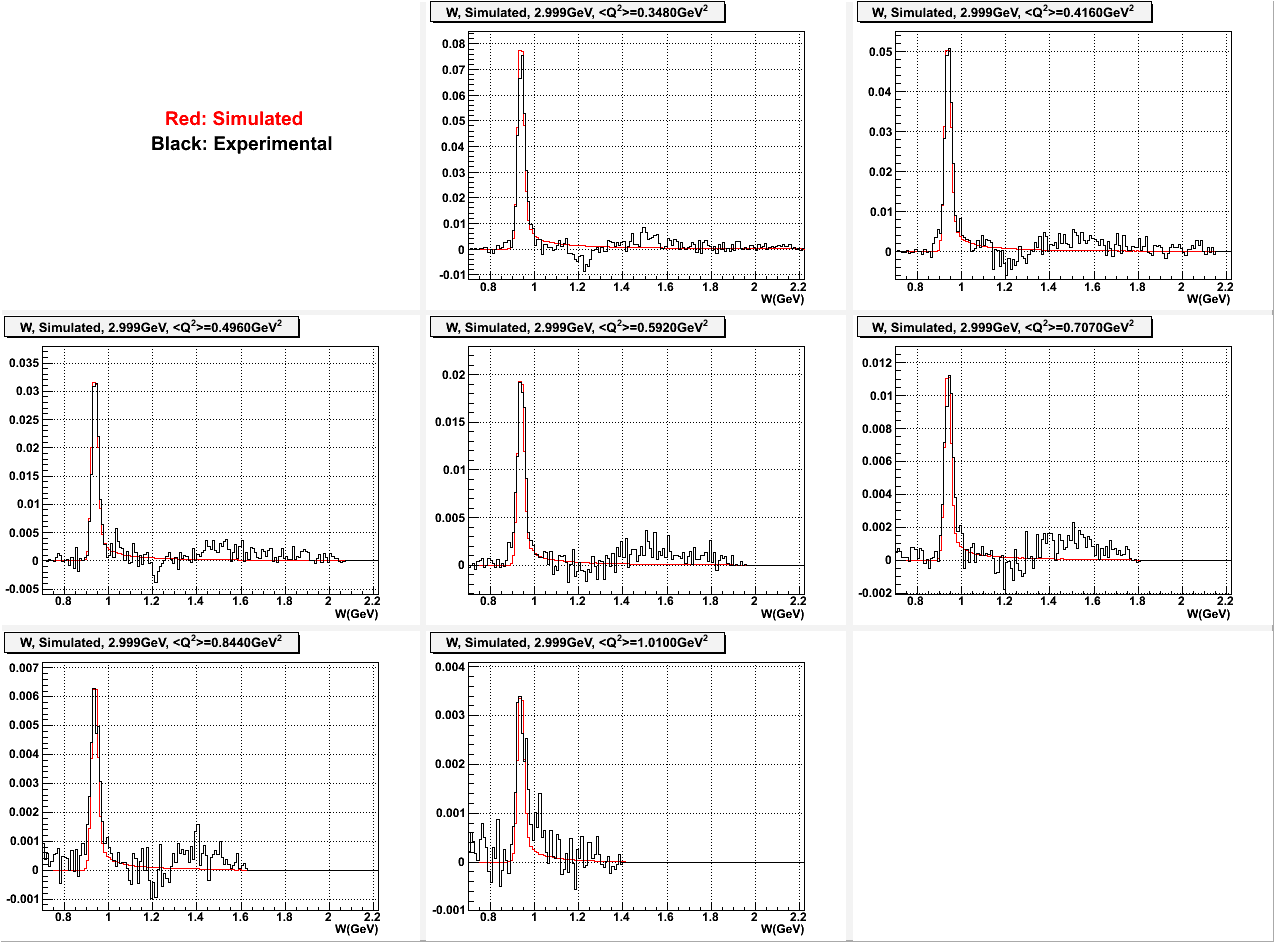 Red: Simulated
Black: Experimental
W, Simulated, 2.999GeV, <Q²>=0.3480GeV²
0.08
0.07
0.06
0.05
0.04
0.03
0.02
0.01
0
-0.01
0.8 1 1.2 1.4 1.6 1.8 2 2.2
W(GeV)
W, Simulated, 2.999GeV, <Q²>=0.4160GeV²
0.05
0.04
0.03
0.02
0.01
0
0.8 1 1.2 1.4 1.6 1.8 2 2.2
W(GeV)
W, Simulated, 2.999GeV, <Q²>=0.4960GeV²
0.035
0.03
0.025
0.02
0.015
0.01
0.005
0
-0.005
0.8 1 1.2 1.4 1.6 1.8 2 2.2
W(GeV)
W, Simulated, 2.999GeV, <Q²>=0.5920GeV²
0.02
0.015
0.01
0.005
0
0.8 1 1.2 1.4 1.6 1.8 2 2.2
W(GeV)
W, Simulated, 2.999GeV, <Q²>=0.7070GeV²
0.012
0.01
0.008
0.006
0.004
0.002
0
-0.002
0.8 1 1.2 1.4 1.6 1.8 2 2.2
W(GeV)
W, Simulated, 2.999GeV, <Q²>=0.8440GeV²
0.007
0.006
0.005
0.004
0.003
0.002
0.001
0
-0.001
0.8 1 1.2 1.4 1.6 1.8 2 2.2
W(GeV)
W, Simulated, 2.999GeV, <Q²>=1.0100GeV²
0.004
0.003
0.002
0.001
0
-0.001
0.8 1 1.2 1.4 1.6 1.8 2 2.2
W(GeV)